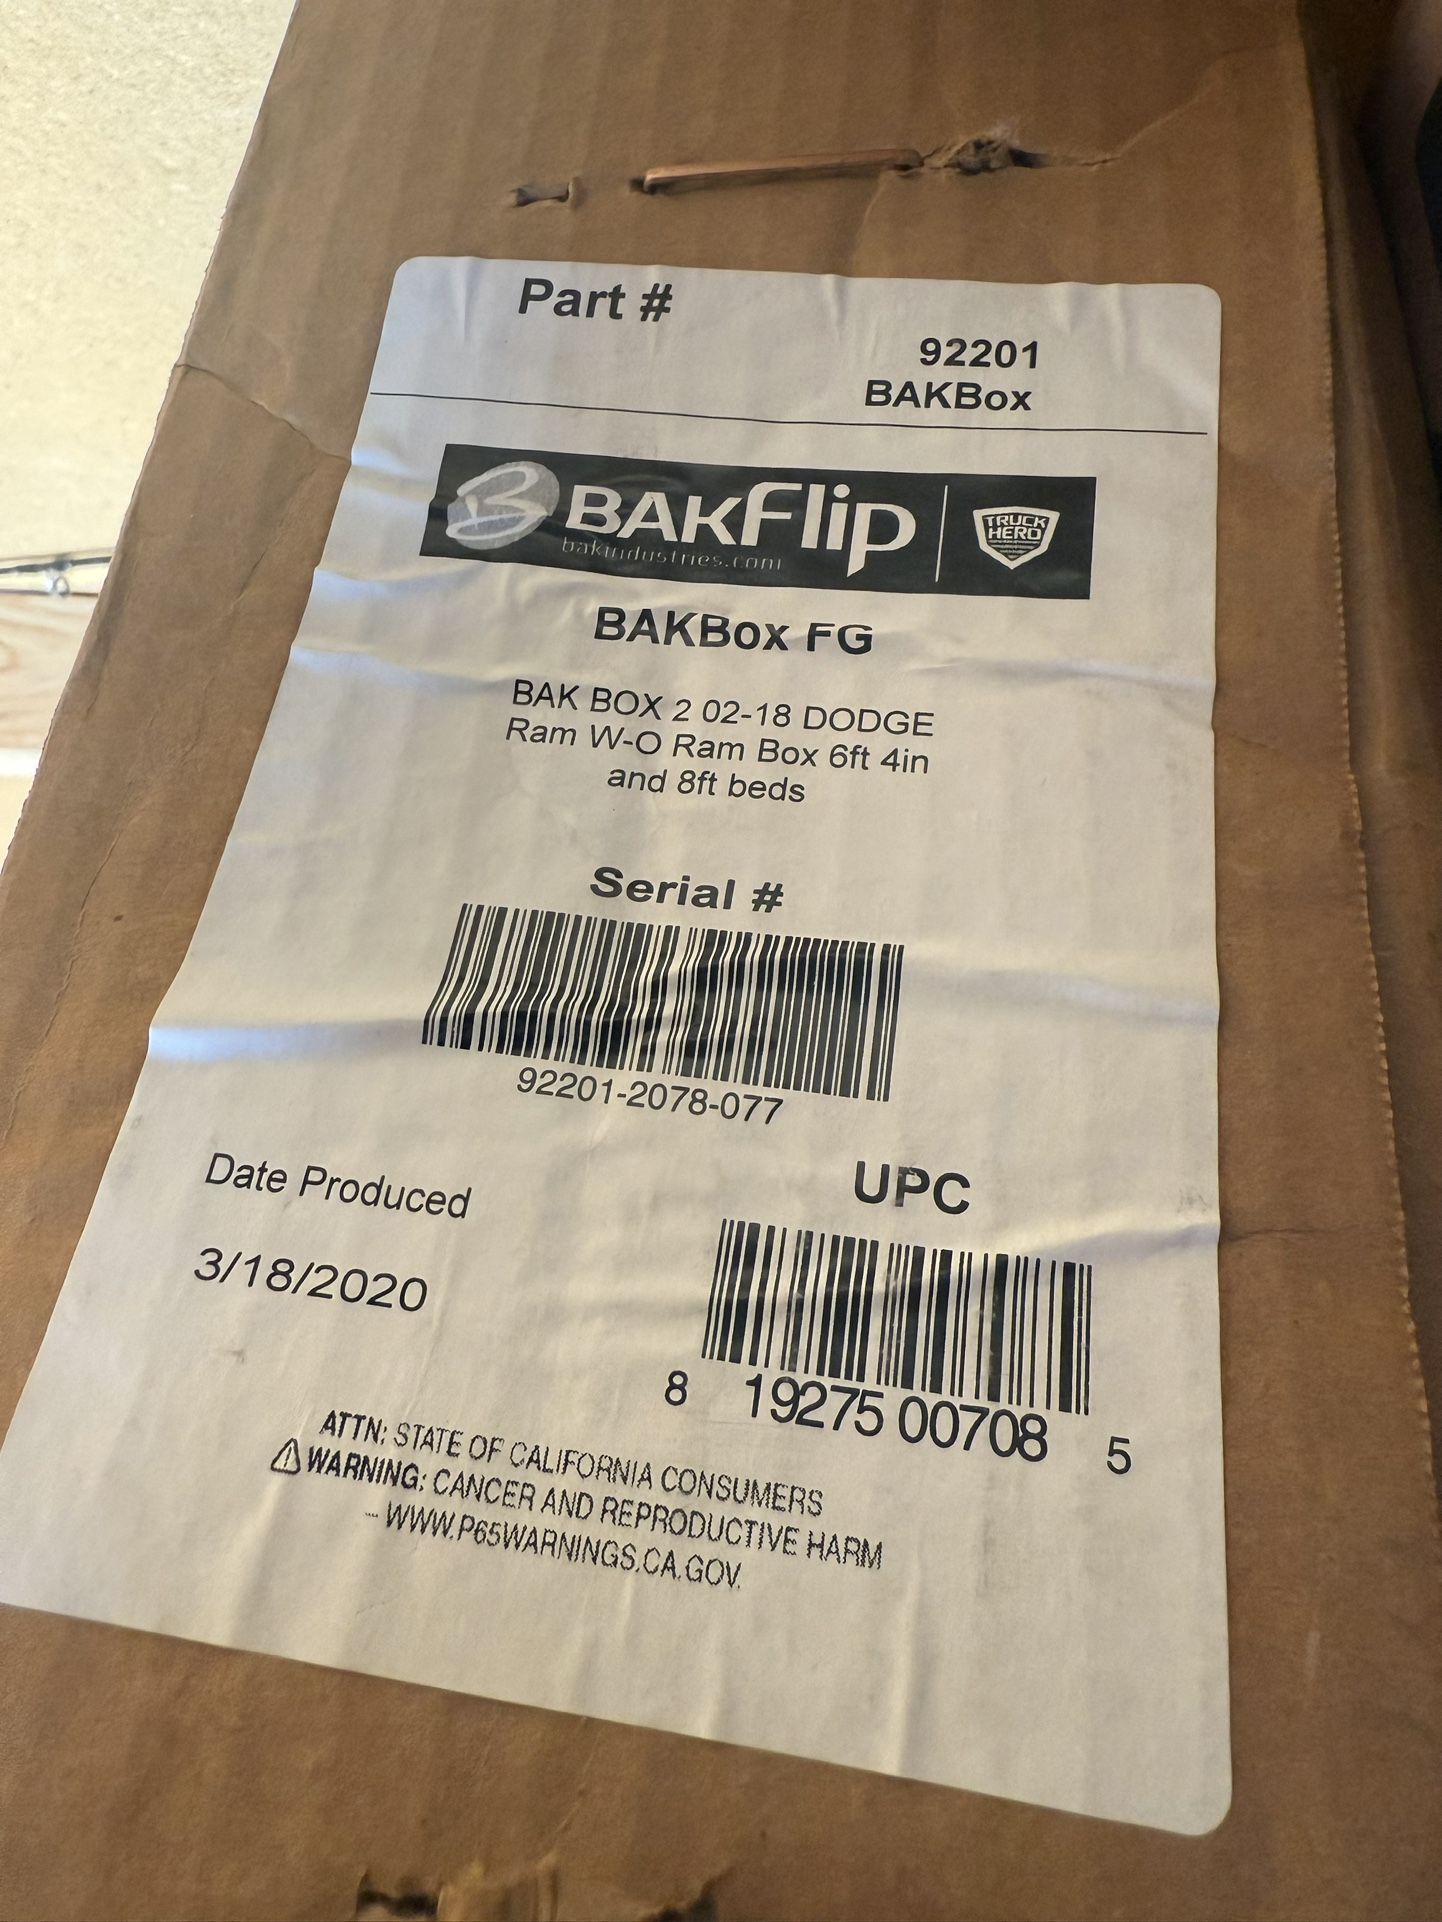 Part #
92201
BAKBox
BAKFlip
bakindustries.com
TRUCK
HERO
BAKBox FG
BAK BOX 2 02-18 DODGE
Ram W-O Ram Box 6ft 4in
and 8ft beds
Serial #
92201-2078-077
Date Produced
3/18/2020
UPC
8 19275 00708 5
ATTN: STATE OF CALIFORNIA CONSUMERS
⚠WARNING: CANCER AND REPRODUCTIVE HARM
- WWW.P65WARNINGS.CA.GOV.